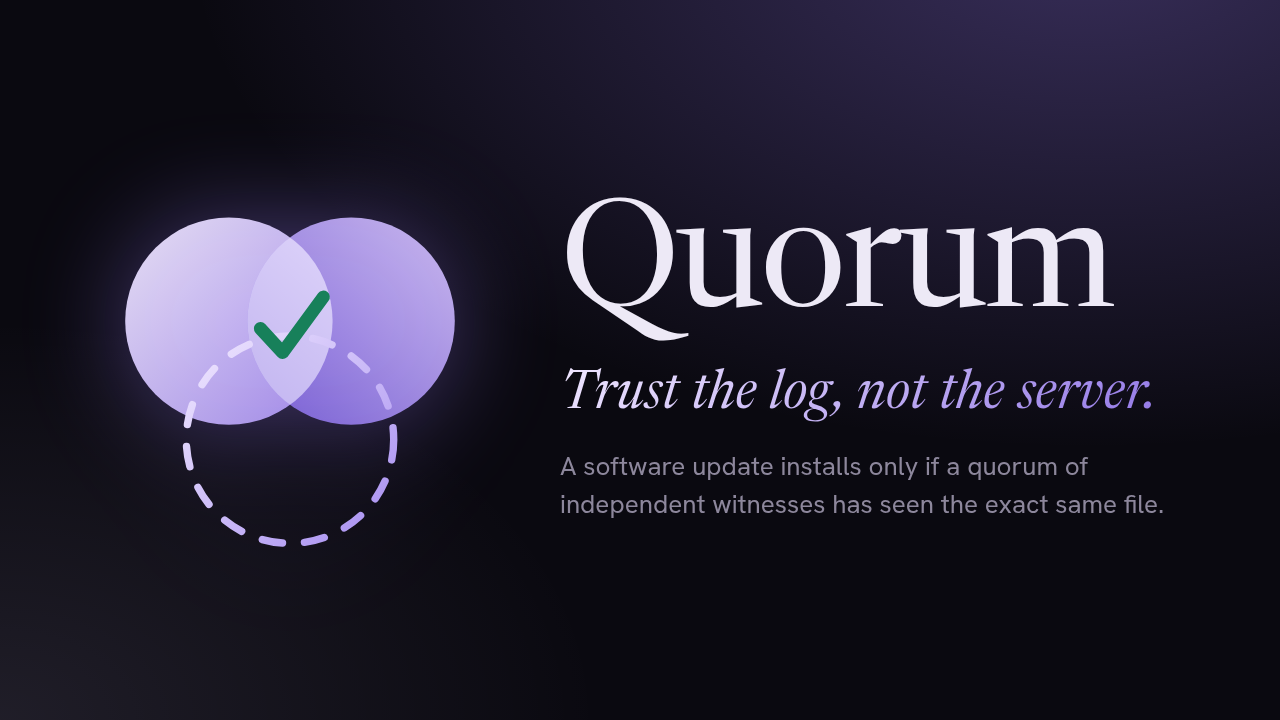 Quorum
Trust the log, not the server.
A software update installs only if a quorum of
independent witnesses has seen the exact same file.